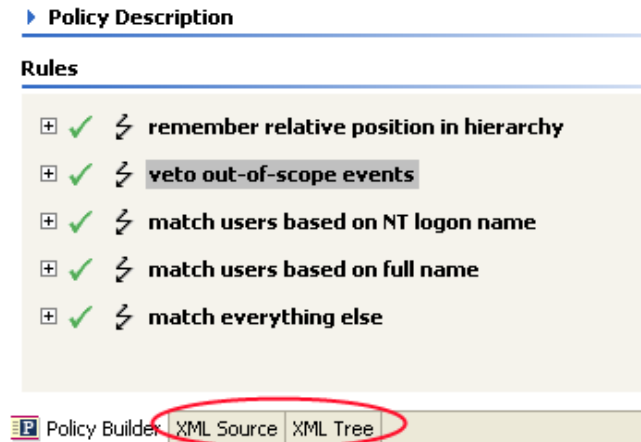 Policy Description
Rules
remember relative position in hierarchy
veto out-of-scope events
match users based on NT logon name
match users based on full name
match everything else
P Policy Builder XML Source XML Tree